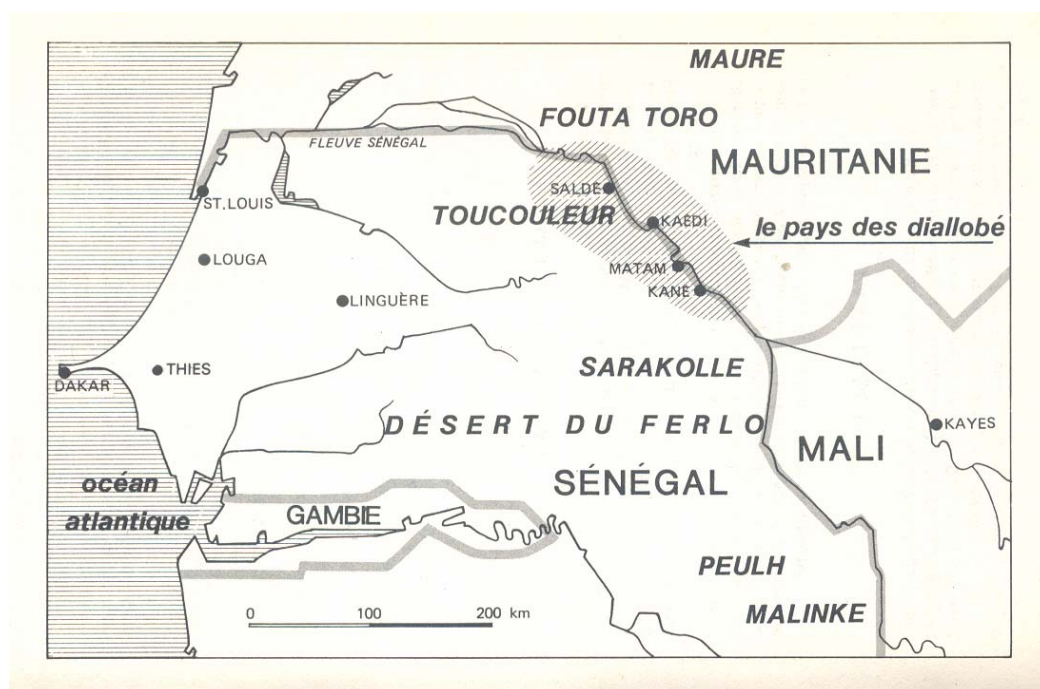 MAURE
FOUTA TORO
FLEUVE SÉNÉGAL
MAURITANIE
SALDÉ
ST. LOUIS
TOUCOULEUR
KAÉDI
le pays des diallobé
LOUGA
MATAM
KANÉ
LINGUÈRE
SARAKOLLE
THIES
DAKAR
DÉSERT DU FERLO
KAYES
MALI
SÉNÉGAL
océan
atlantique
GAMBIE
PEULH
MALINKE
0 100 200 km